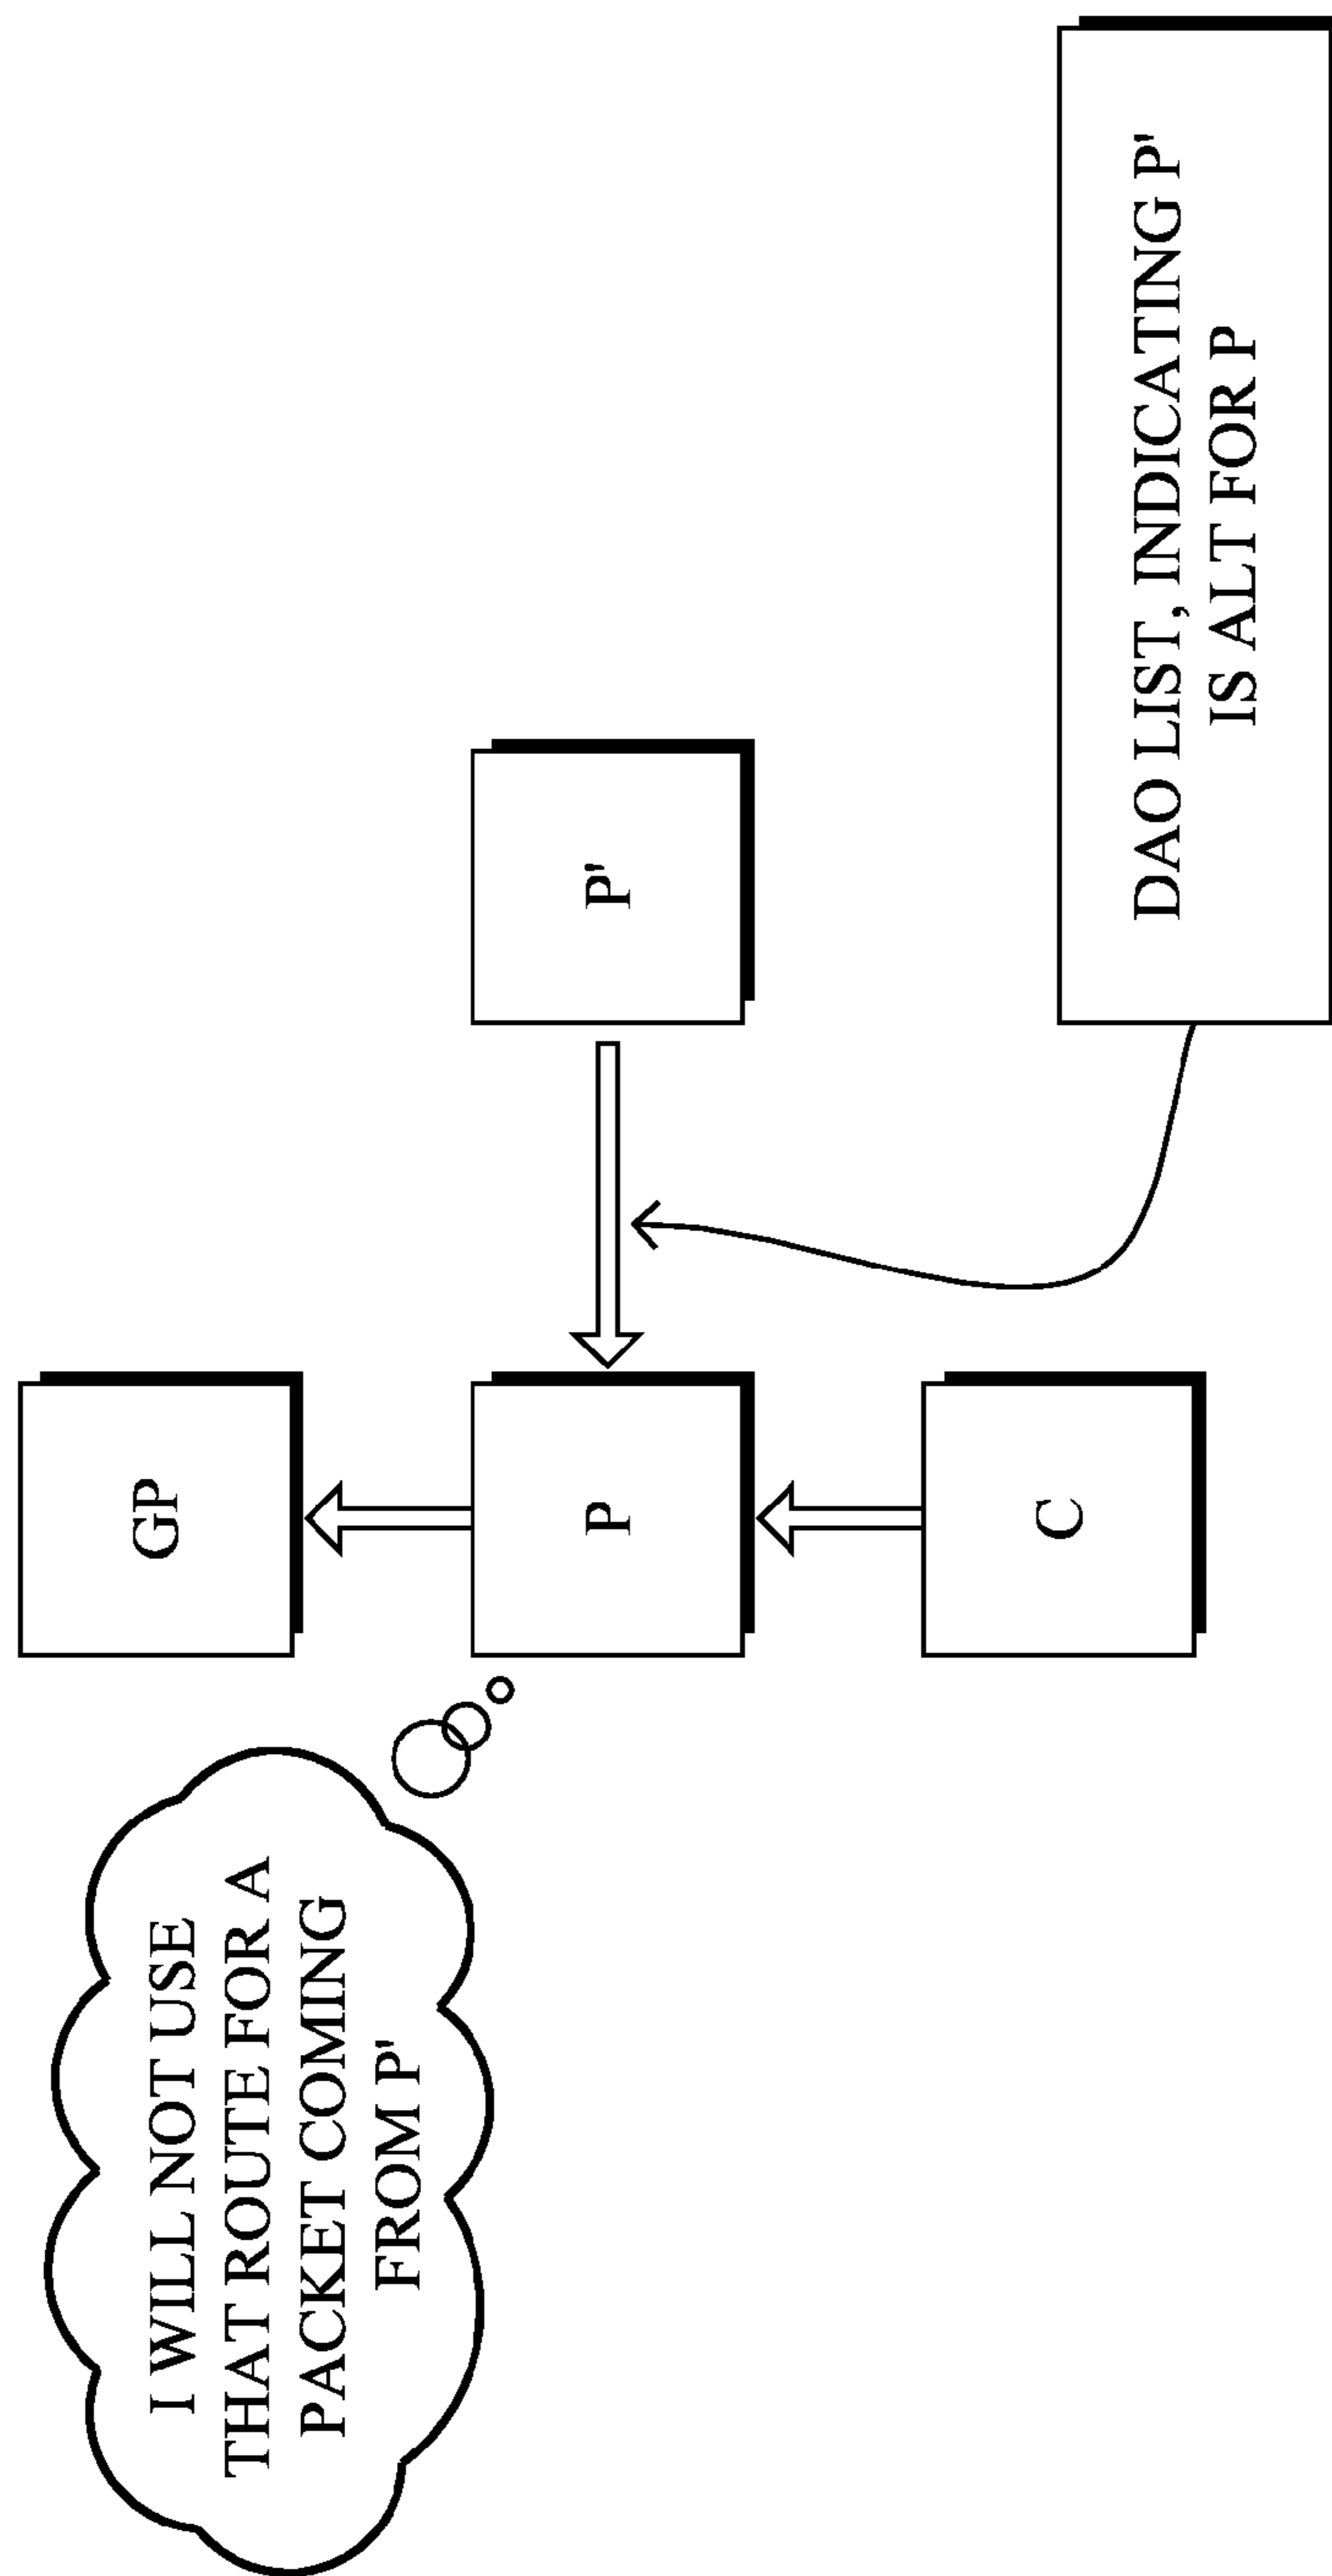 I WILL NOT USE
THAT ROUTE FOR A
PACKET COMING
FROM P'
GP
P
P'
C
DAO LIST, INDICATING P'
IS ALT FOR P